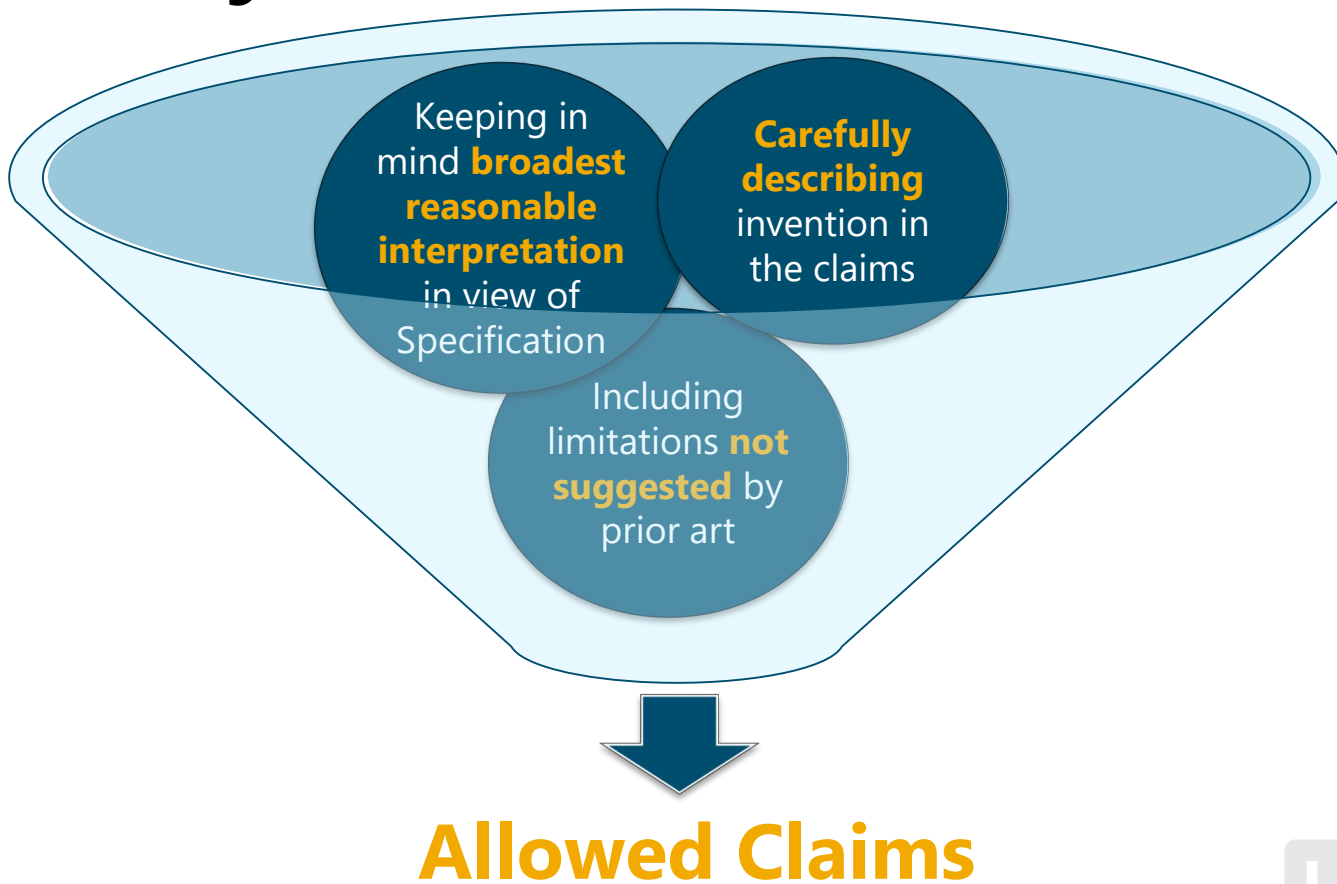 Keeping in
mind broadest
reasonable
interpretation
in view of
Specification
Carefully
describing
invention in
the claims
Including
limitations not
suggested by
prior art
Allowed Claims